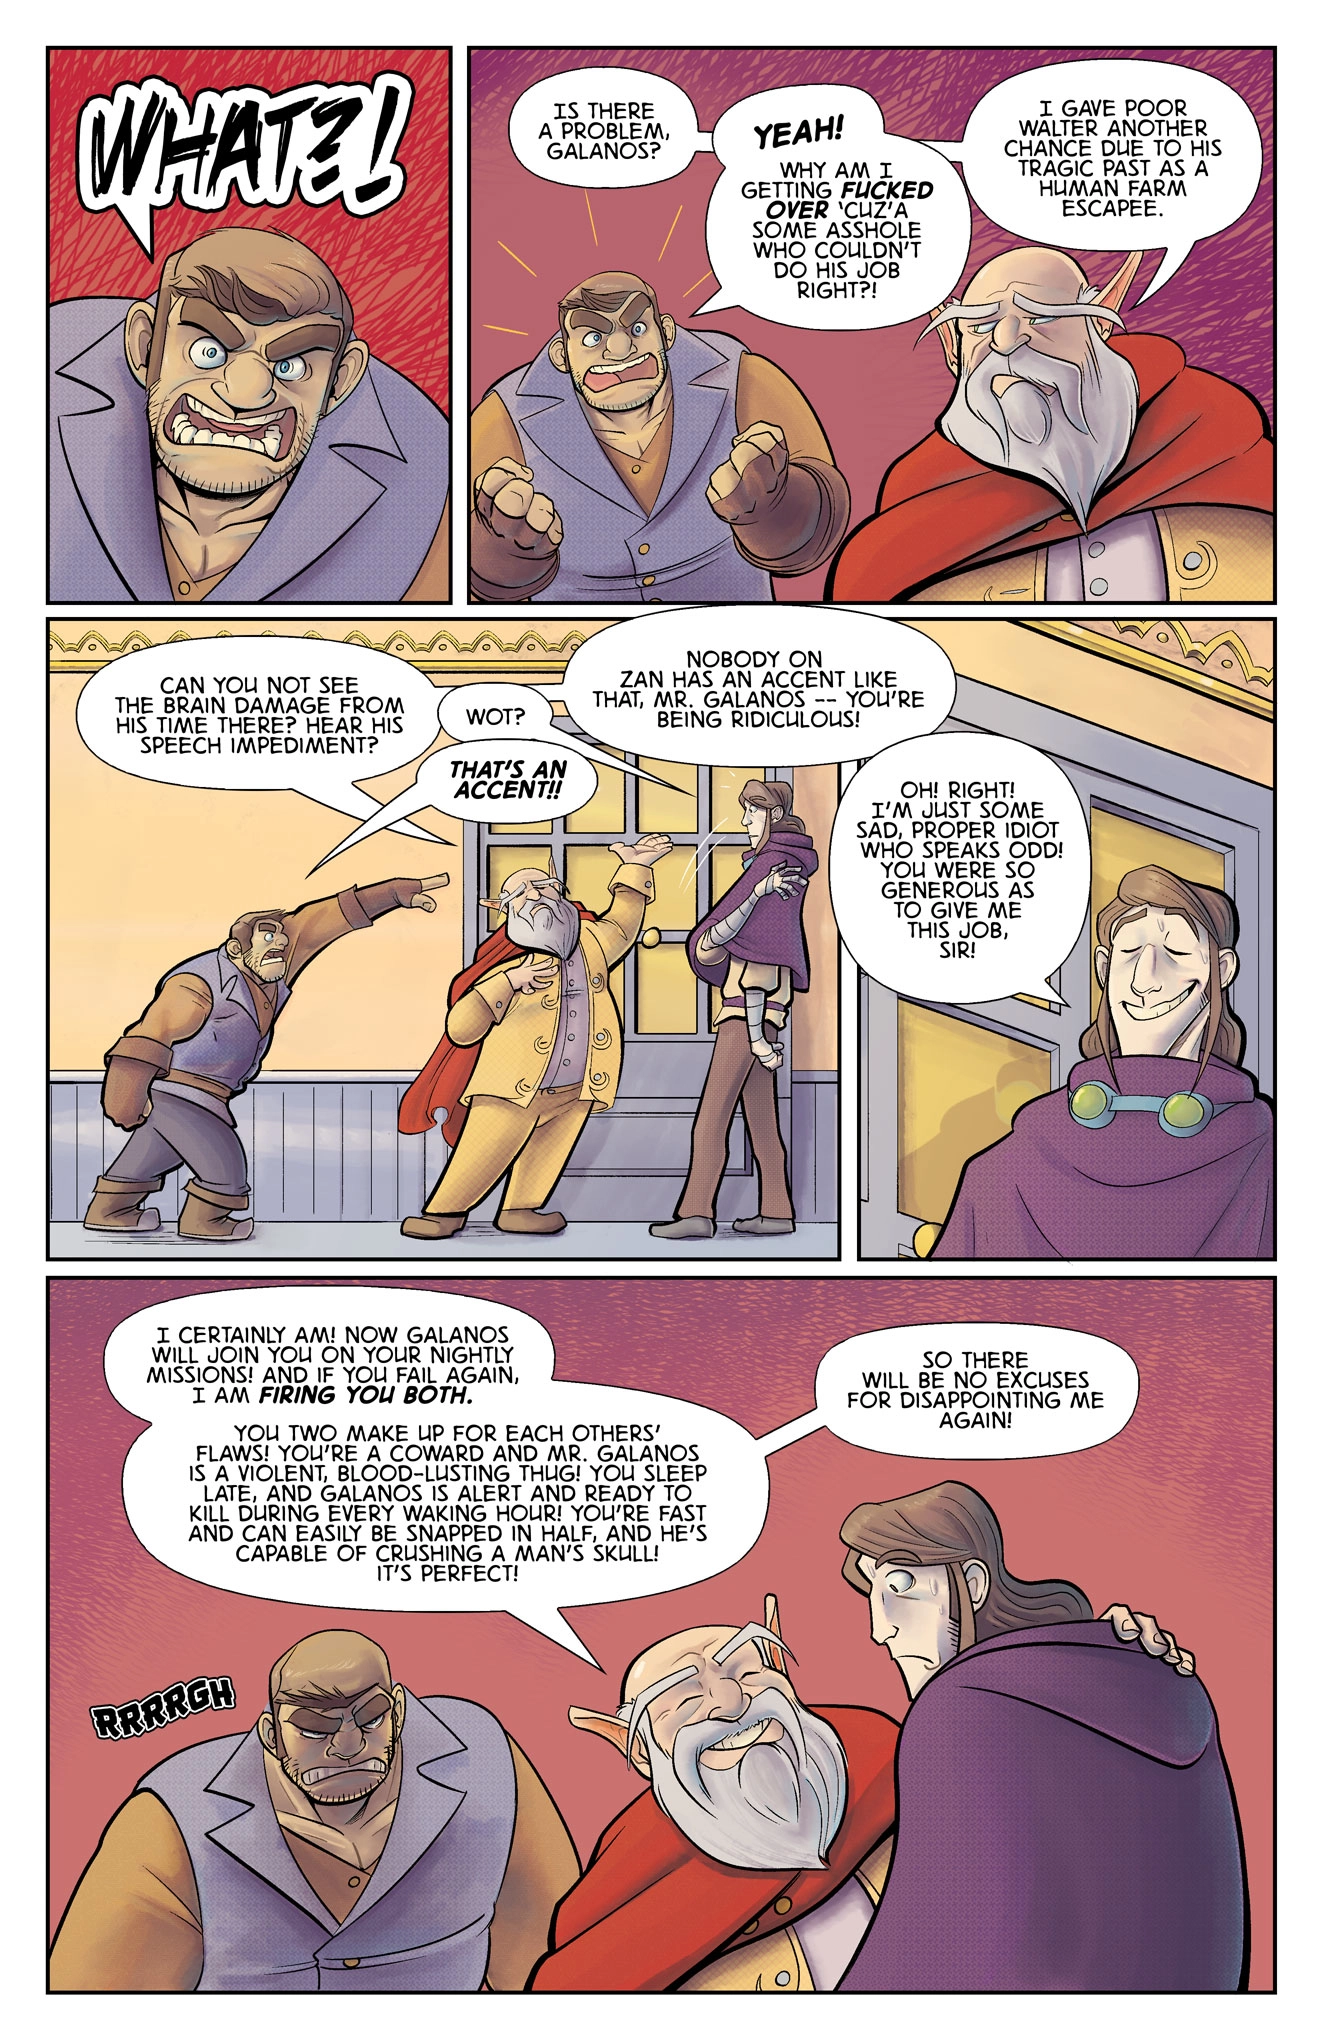 WHAT?!
IS THERE
A PROBLEM,
GALANOS?
YEAH!
WHY AM I
GETTING FUCKED
OVER 'CUZ'A
SOME ASSHOLE
WHO COULDN'T
DO HIS JOB
RIGHT?!
I GAVE POOR
WALTER ANOTHER
CHANCE DUE TO HIS
TRAGIC PAST AS A
HUMAN FARM
ESCAPEE.
CAN YOU NOT SEE
THE BRAIN DAMAGE FROM
HIS TIME THERE? HEAR HIS
SPEECH IMPEDIMENT?
WOT?
THAT'S AN
ACCENT!!
NOBODY ON
ZAN HAS AN ACCENT LIKE
THAT, MR. GALANOS -- YOU'RE
BEING RIDICULOUS!
OH! RIGHT!
I'M JUST SOME
SAD, PROPER IDIOT
WHO SPEAKS ODD!
YOU WERE SO
GENEROUS AS
TO GIVE ME
THIS JOB,
SIR!
I CERTAINLY AM! NOW GALANOS
WILL JOIN YOU ON YOUR NIGHTLY
MISSIONS! AND IF YOU FAIL AGAIN,
I AM FIRING YOU BOTH.
YOU TWO MAKE UP FOR EACH OTHERS'
FLAWS! YOU'RE A COWARD AND MR. GALANOS
IS A VIOLENT, BLOOD-LUSTING THUG! YOU SLEEP
LATE, AND GALANOS IS ALERT AND READY TO
KILL DURING EVERY WAKING HOUR! YOU'RE FAST
AND CAN EASILY BE SNAPPED IN HALF, AND HE'S
CAPABLE OF CRUSHING A MAN'S SKULL!
IT'S PERFECT!
SO THERE
WILL BE NO EXCUSES
FOR DISAPPOINTING ME
AGAIN!
RRRRGH